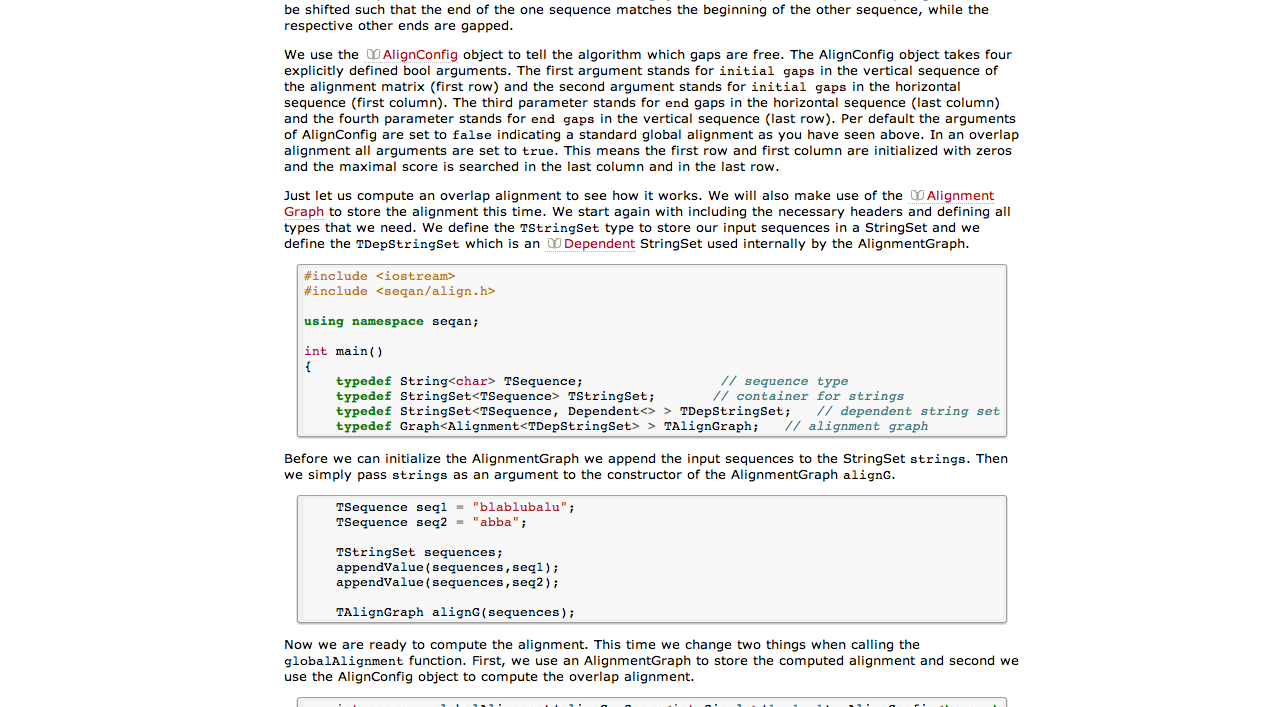 be shifted such that the end of the one sequence matches the beginning of the other sequence, while the
respective other ends are gapped.
We use the AlignConfig object to tell the algorithm which gaps are free. The AlignConfig object takes four
explicitly defined bool arguments. The first argument stands for initial gaps in the vertical sequence of
the alignment matrix (first row) and the second argument stands for initial gaps in the horizontal
sequence (first column). The third parameter stands for end gaps in the horizontal sequence (last column)
and the fourth parameter stands for end gaps in the vertical sequence (last row). Per default the arguments
of AlignConfig are set to false indicating a standard global alignment as you have seen above. In an overlap
alignment all arguments are set to true. This means the first row and first column are initialized with zeros
and the maximal score is searched in the last column and in the last row.
Just let us compute an overlap alignment to see how it works. We will also make use of the Alignment
Graph to store the alignment this time. We start again with including the necessary headers and defining all
types that we need. We define the TStringSet type to store our input sequences in a StringSet and we
define the TDepStringSet which is an Dependent StringSet used internally by the AlignmentGraph.
#include <iostream>
#include <seqan/align.h>
using namespace seqan;
int main()
{
typedef String<char> TSequence; // sequence type
typedef StringSet<TSequence> TStringSet; // container for strings
typedef StringSet<TSequence, Dependent<> > TDepStringSet; // dependent string set
typedef Graph<Alignment<TDepStringSet> > TAlignGraph; // alignment graph
Before we can initialize the AlignmentGraph we append the input sequences to the StringSet strings. Then
we simply pass strings as an argument to the constructor of the AlignmentGraph alignG.
TSequence seq1 = "blablubalu";
TSequence seq2 = "abba";
TStringSet sequences;
appendValue(sequences,seq1);
appendValue(sequences,seq2);
TAlignGraph alignG(sequences);
Now we are ready to compute the alignment. This time we change two things when calling the
globalAlignment function. First, we use an AlignmentGraph to store the computed alignment and second we
use the AlignConfig object to compute the overlap alignment.